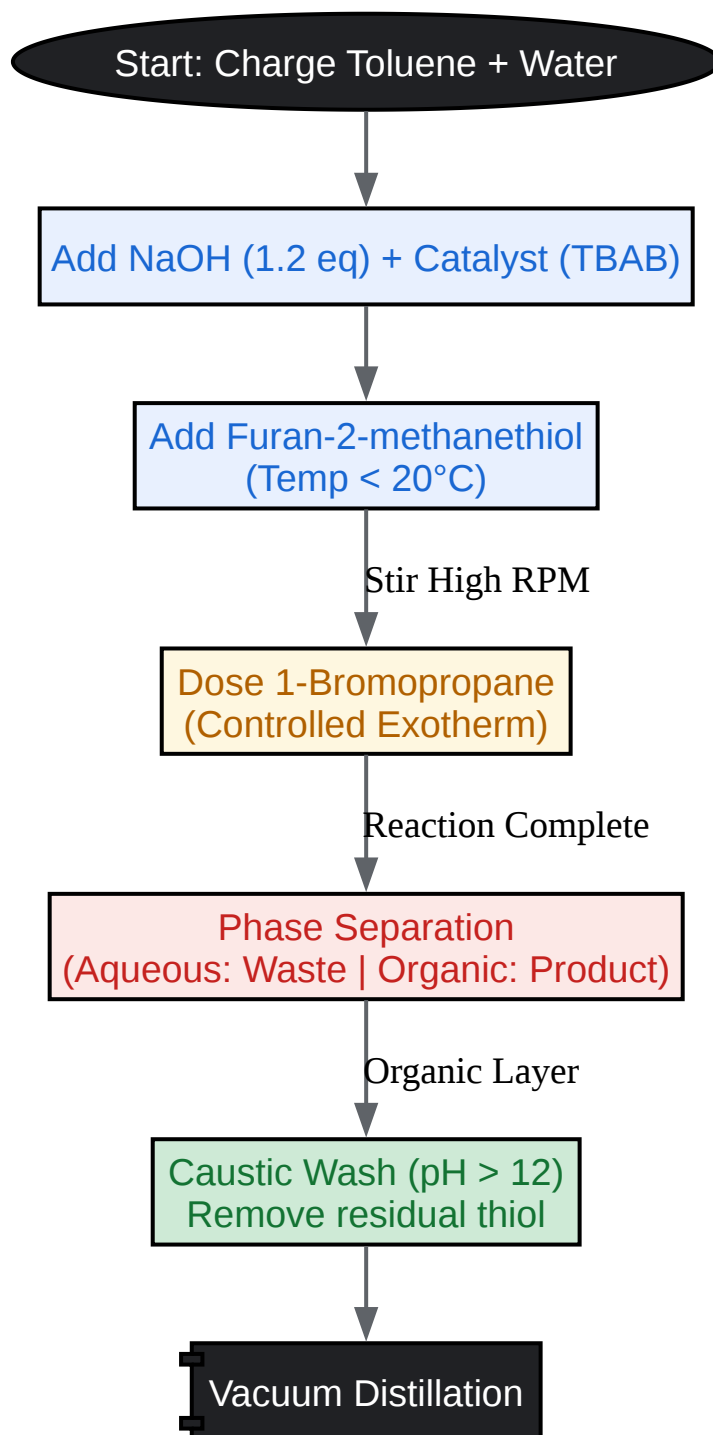 Start: Charge Toluene + Water
Add NaOH (1.2 eq) + Catalyst (TBAB)
Add Furan-2-methanethiol
(Temp < 20°C)
Stir High RPM
Dose 1-Bromopropane
(Controlled Exotherm)
Reaction Complete
Phase Separation
(Aqueous: Waste | Organic: Product)
Organic Layer
Caustic Wash (pH > 12)
Remove residual thiol
Vacuum Distillation